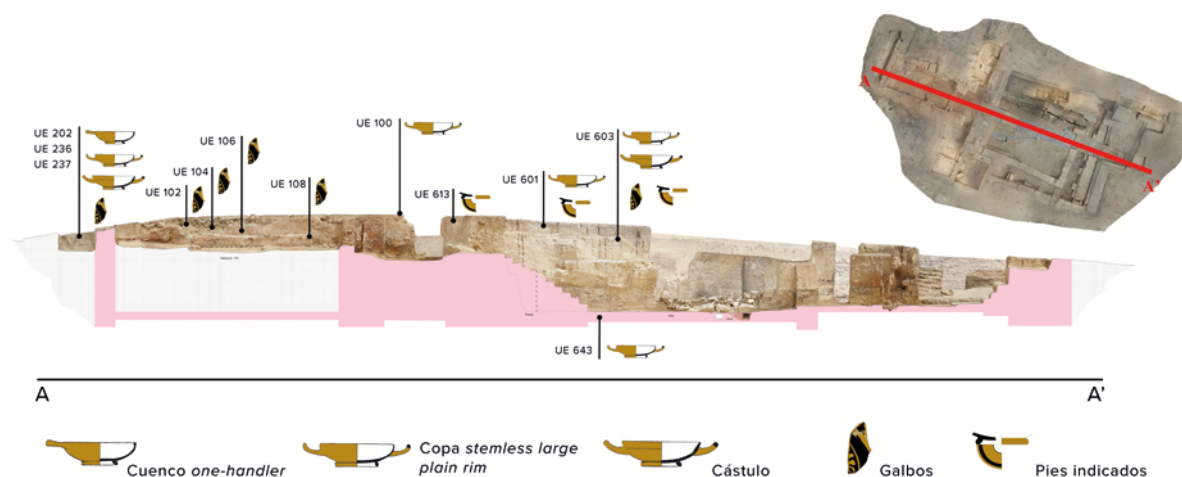 UE 202
UE 236
UE 237
UE 102
UE 104
UE 106
UE 108
UE 100
UE 613
UE 601
UE 603
UE 643
A
A'
A
A'
Cuenco one-handler
Copa stemless large
plain rim
Cástulo
Galbos
Pies indicados